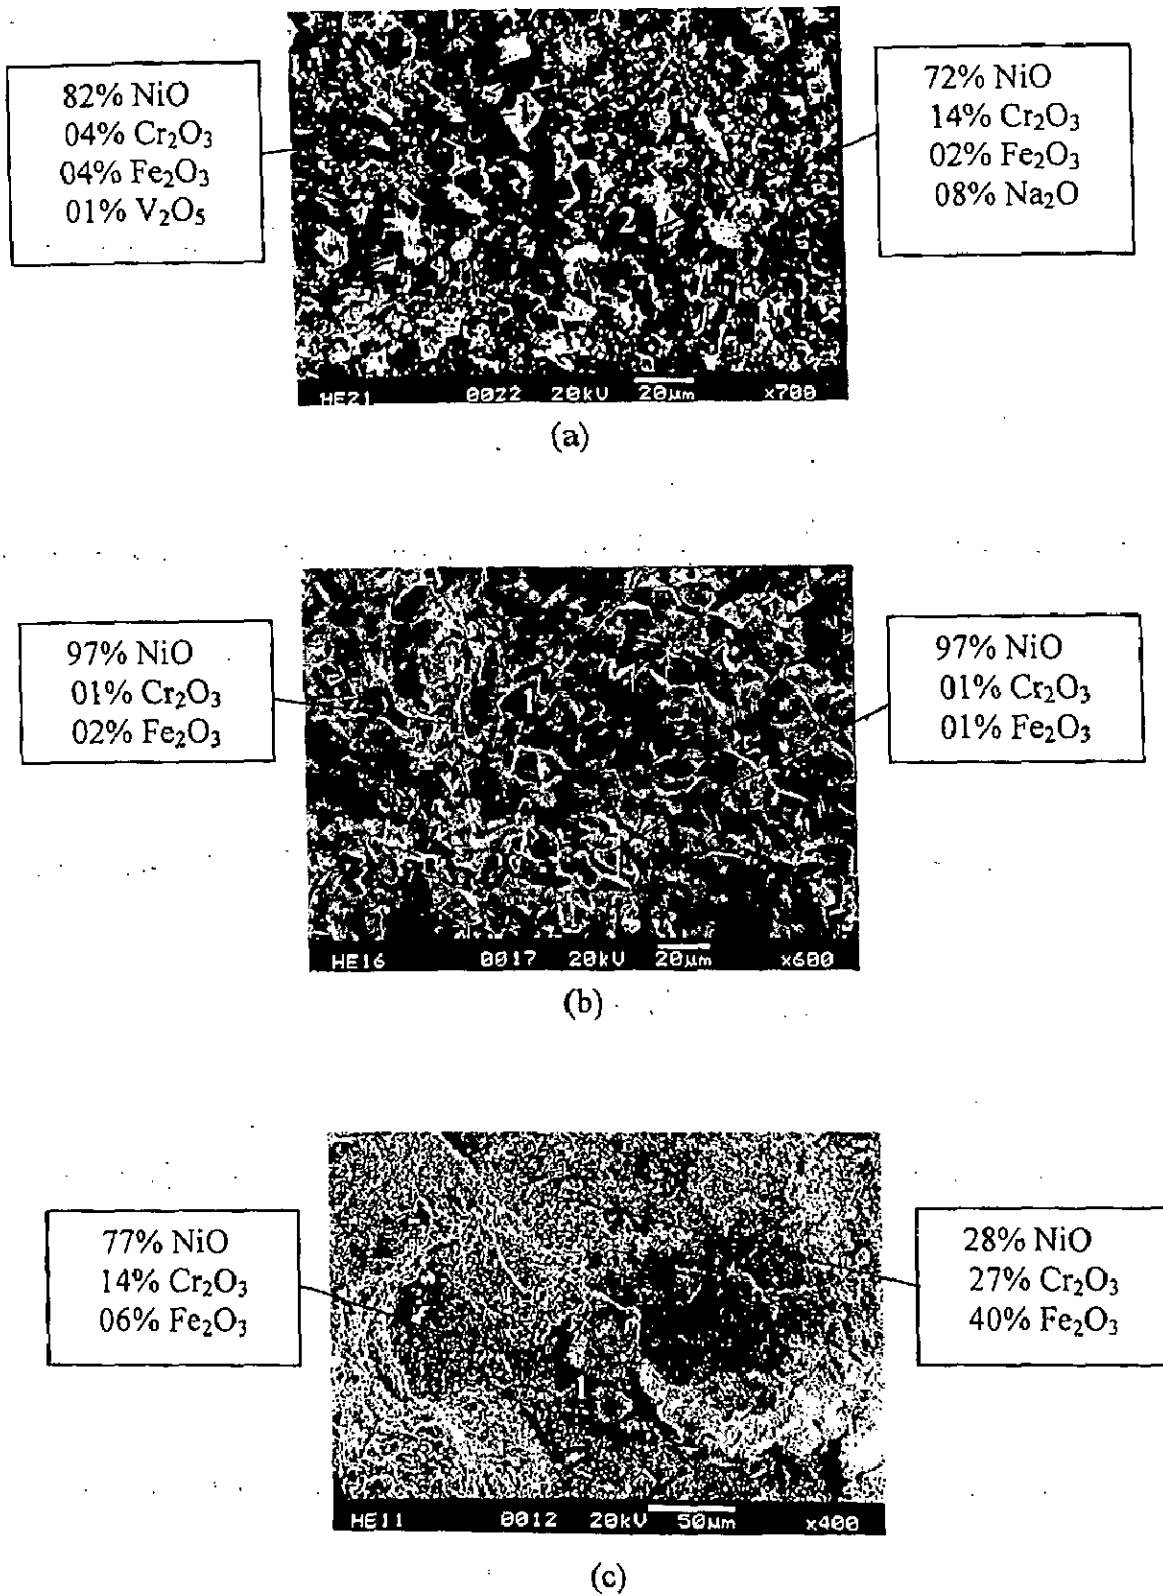 82% NiO
04% Cr₂O₃
04% Fe₂O₃
01% V₂O₅
72% NiO
14% Cr₂O₃
02% Fe₂O₃
08% Na₂O
1
2
HE21 0022 20kV 20μm x700
(a)
97% NiO
01% Cr₂O₃
02% Fe₂O₃
97% NiO
01% Cr₂O₃
01% Fe₂O₃
1
HE16 0017 20kV 20μm x600
(b)
77% NiO
14% Cr₂O₃
06% Fe₂O₃
28% NiO
27% Cr₂O₃
40% Fe₂O₃
1
HE11 0012 20kV 50μm x400
(c)